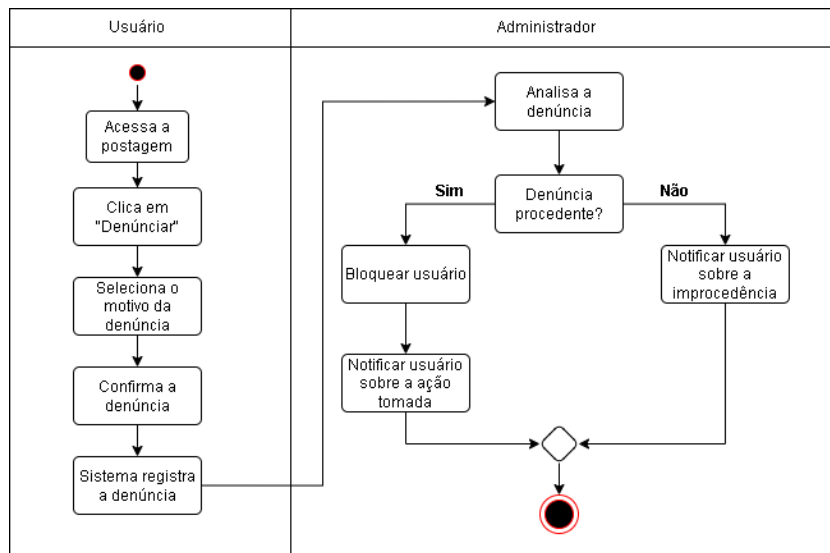 Usuário
Administrador
Acessa a
postagem
Clica em
"Denúnciar"
Seleciona o
motivo da
denúncia
Confirma a
denúncia
Sistema registra
a denúncia
Analisa a
denúncia
Denúncia
procedente?
Sim
Não
Bloquear usuário
Notificar usuário
sobre a ação
tomada
Notificar usuário
sobre a
improcedência